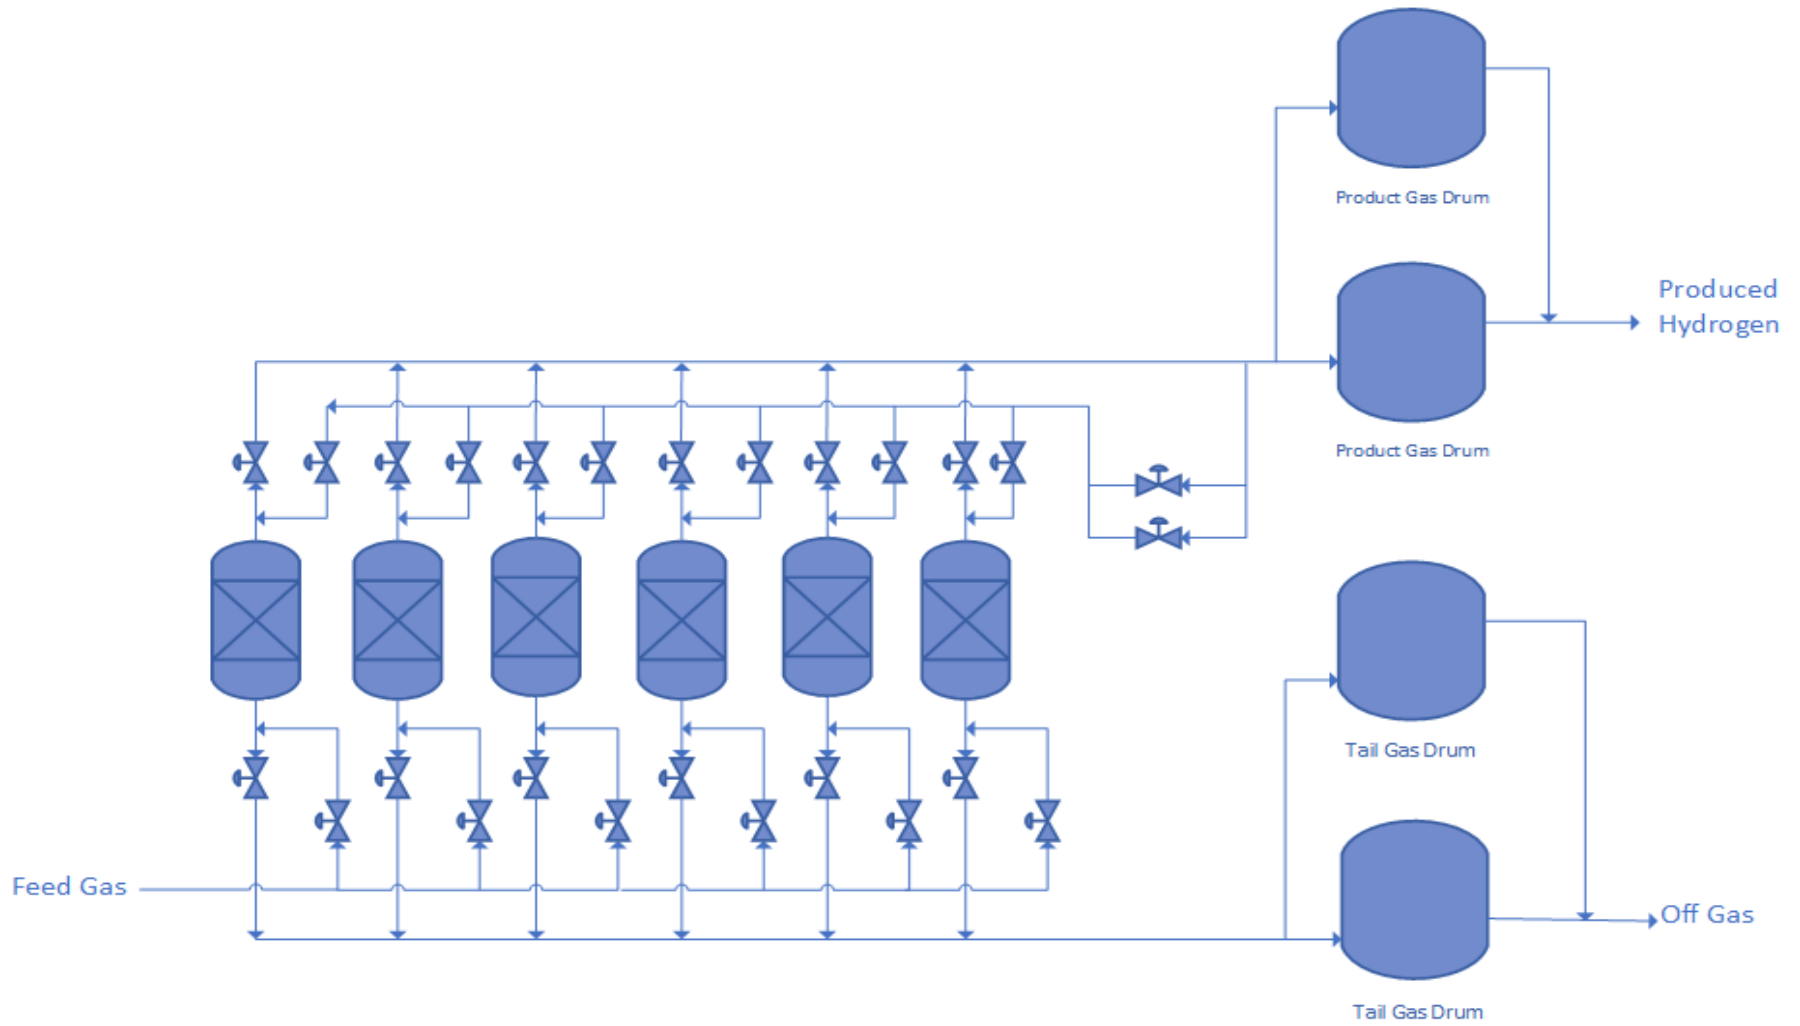 Product Gas Drum
Produced
Hydrogen
Product Gas Drum
Tail Gas Drum
Feed Gas
Off Gas
Tail Gas Drum